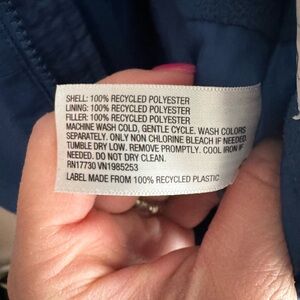 SHELL: 100% RECYCLED POLYESTER
LINING: 100% RECYCLED POLYESTER
FILLER: 100% RECYCLED POLYESTER
MACHINE WASH COLD, GENTLE CYCLE. WASH COLORS
SEPARATELY. ONLY NON CHLORINE BLEACH IF NEEDED.
TUMBLE DRY LOW. REMOVE PROMPTLY. COOL IRON IF
NEEDED. DO NOT DRY CLEAN.
RN17730 VN1985253
LABEL MADE FROM 100% RECYCLED PLASTIC